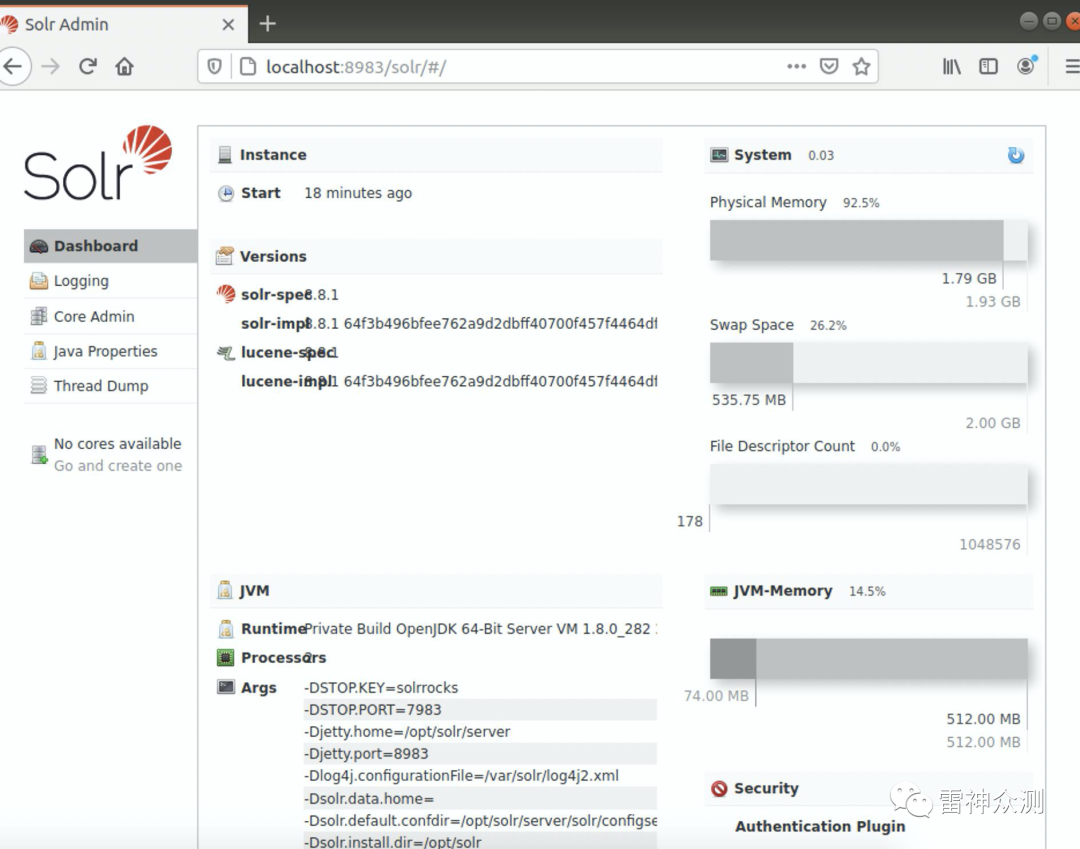 Solr Admin
localhost:8983/solr/#/
Solr
Dashboard
Logging
Core Admin
Java Properties
Thread Dump
No cores available
Go and create one
Instance
Start 18 minutes ago
Versions
solr-spec 8.8.1
solr-impl 8.8.1 64f3b496bfee762a9d2dbff40700f457f4464df
lucene-spec 8.8.1
lucene-impl 8.8.1 64f3b496bfee762a9d2dbff40700f457f4464df
JVM
Runtime Private Build OpenJDK 64-Bit Server VM 1.8.0_282
Processors
Args -DSTOP.KEY=solrrocks
-DSTOP.PORT=7983
-Djetty.home=/opt/solr/server
-Djetty.port=8983
-Dlog4j.configurationFile=/var/solr/log4j2.xml
-Dsolr.data.home=
-Dsolr.default.confdir=/opt/solr/server/solr/configse
-Dsolr.install.dir=/opt/solr
System 0.03
Physical Memory 92.5%
1.79 GB
1.93 GB
Swap Space 26.2%
535.75 MB
2.00 GB
File Descriptor Count 0.0%
178
1048576
JVM-Memory 14.5%
74.00 MB
512.00 MB
512.00 MB
Security
Authentication Plugin
雷神众测